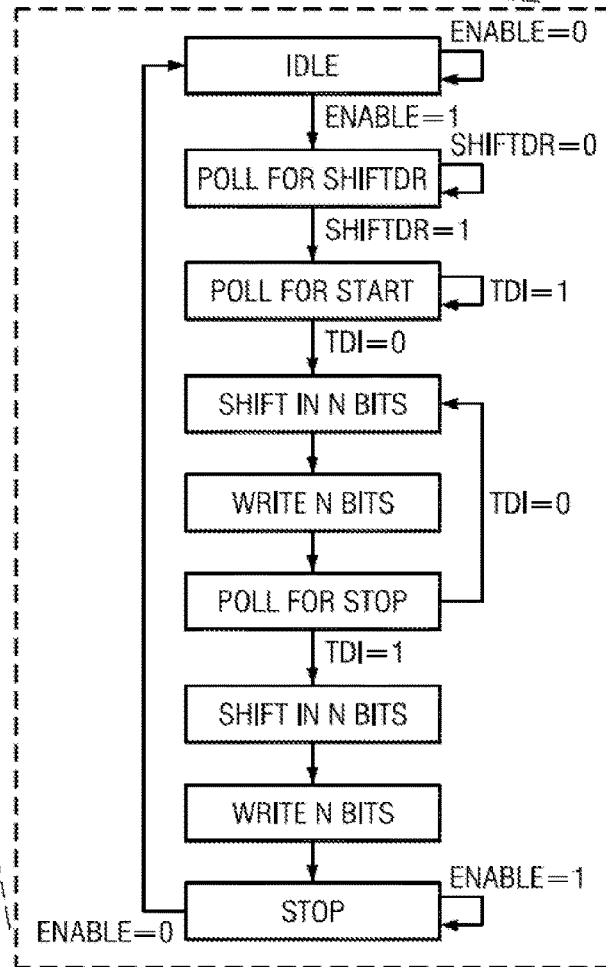 ENABLE=0
IDLE
ENABLE=1
SHIFTDR=0
POLL FOR SHIFTDR
SHIFTDR=1
POLL FOR START
TDI=1
TDI=0
SHIFT IN N BITS
WRITE N BITS
TDI=0
POLL FOR STOP
TDI=1
SHIFT IN N BITS
WRITE N BITS
ENABLE=1
STOP
ENABLE=0